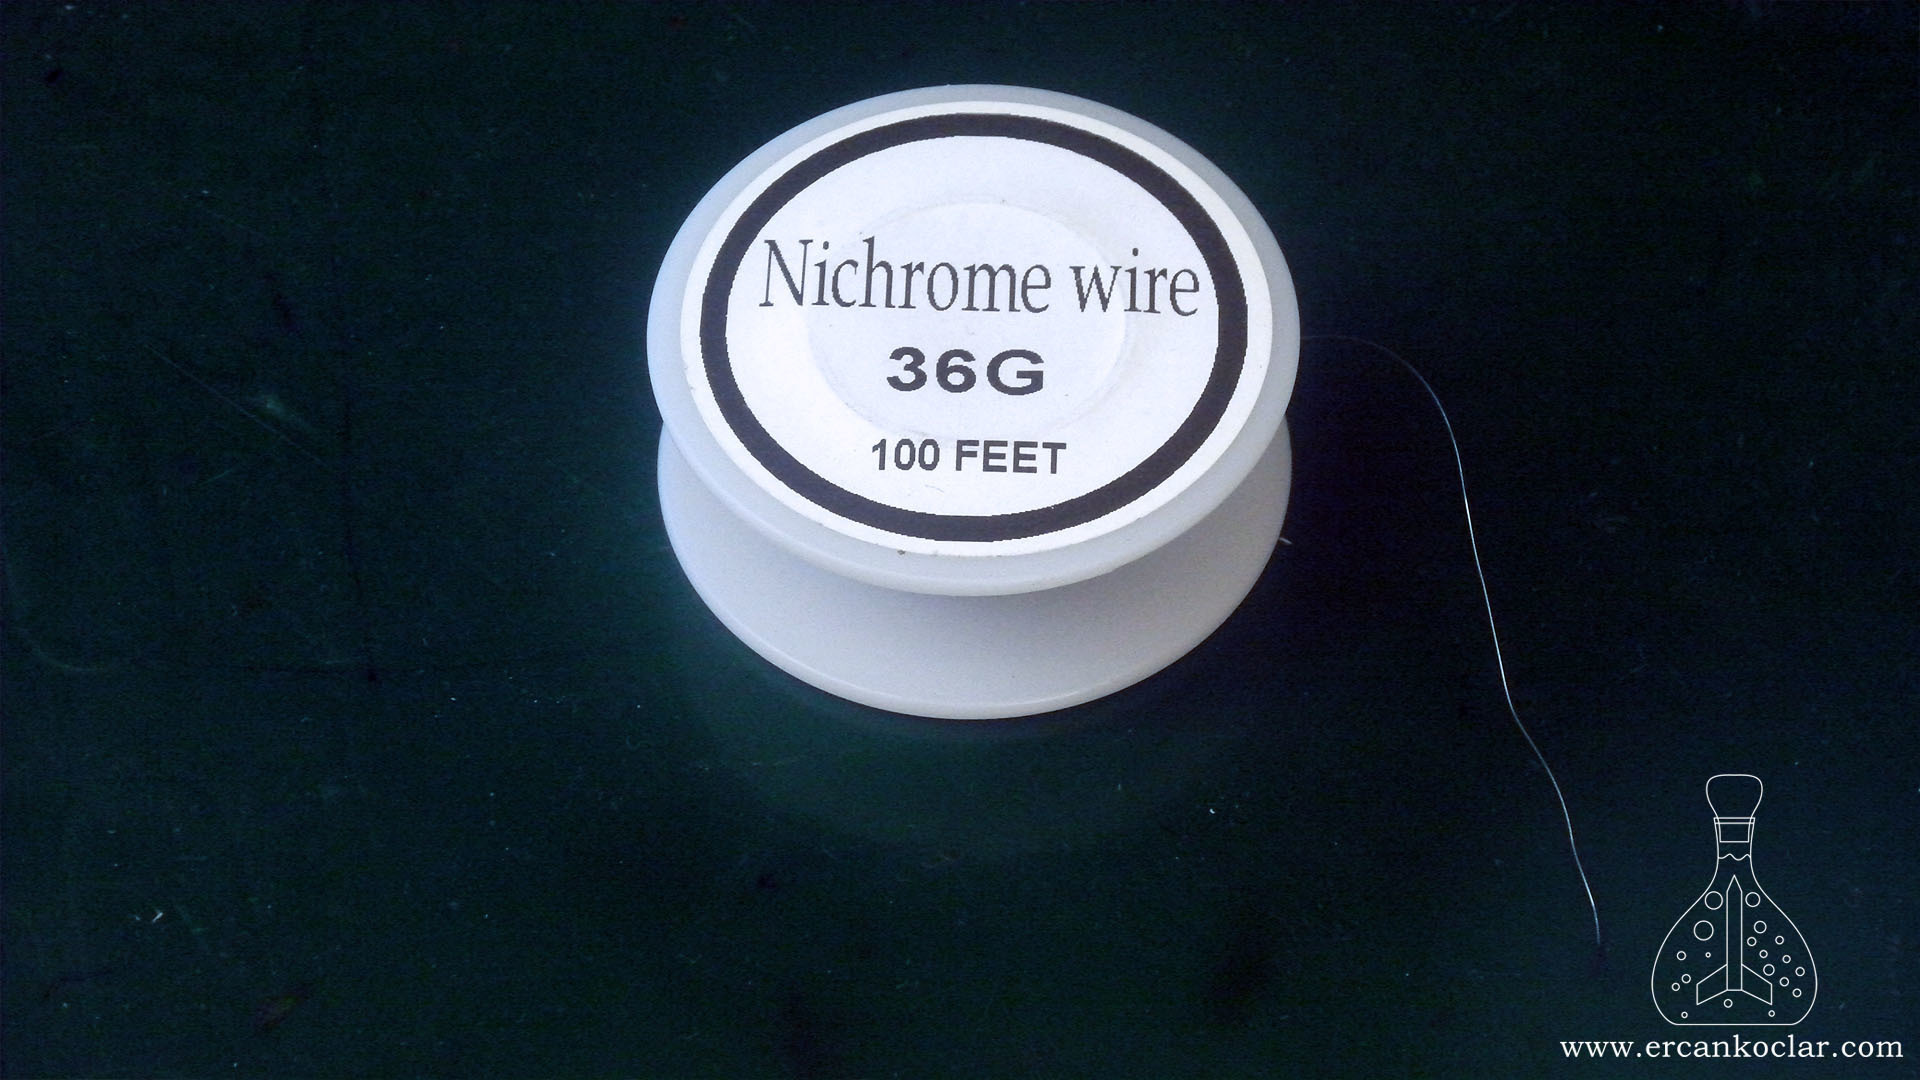 Nichrome wire
36G
100 FEET
www.ercankoclar.com